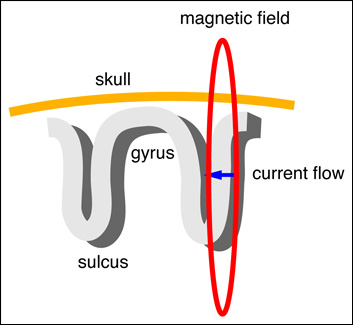 magnetic field
skull
gyrus
current flow
sulcus